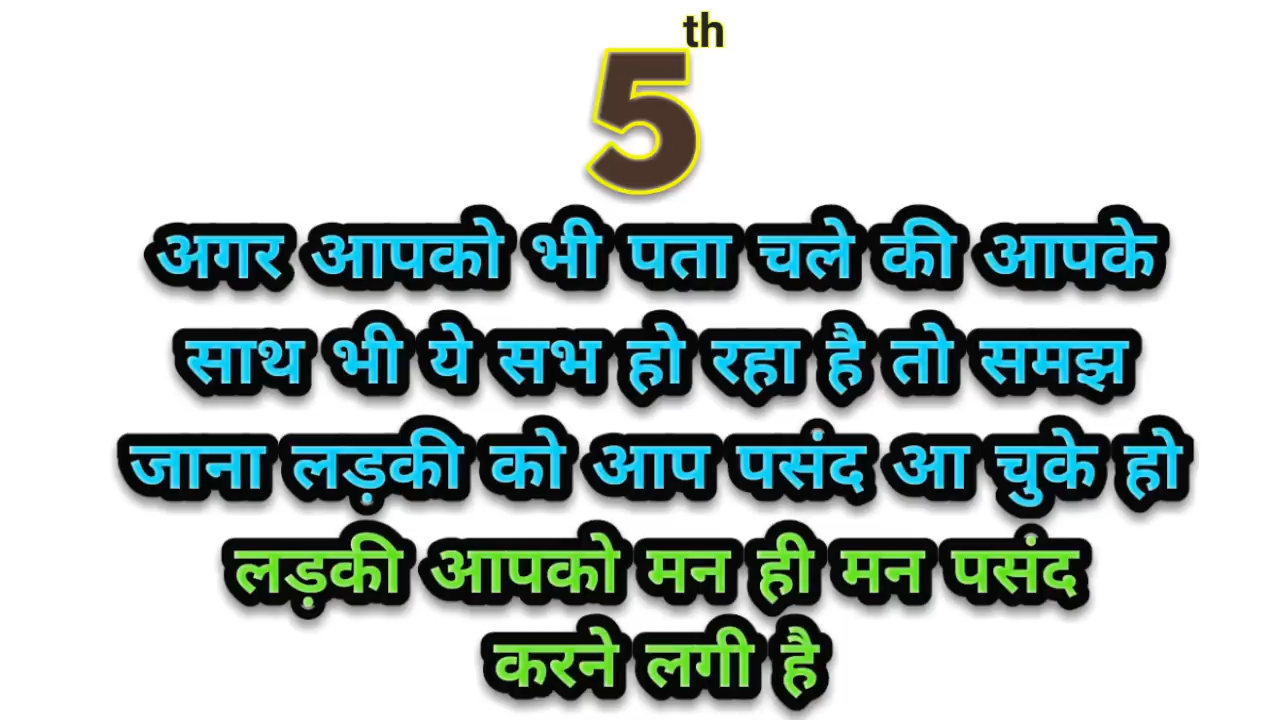 5th
अगर आपको भी पता चले की आपके
साथ भी ये सभ हो रहा है तो समझ
जाना लड़की को आप पसंद आ चुके हो
लड़की आपको मन ही मन पसंद
करने लगी है